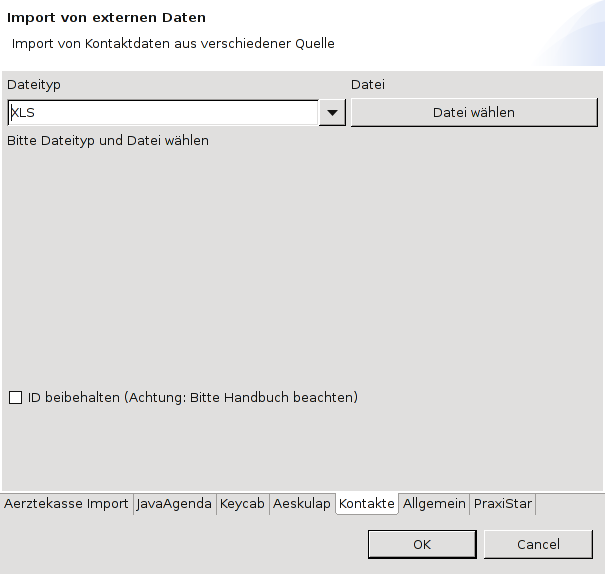 Import von externen Daten
Import von Kontaktdaten aus verschiedener Quelle
Dateityp Datei
XLS Datei wählen
Bitte Dateityp und Datei wählen
ID beibehalten (Achtung: Bitte Handbuch beachten)
Aerztekasse Import JavaAgenda Keycab Aeskulap Kontakte Allgemein PraxiStar
OK Cancel